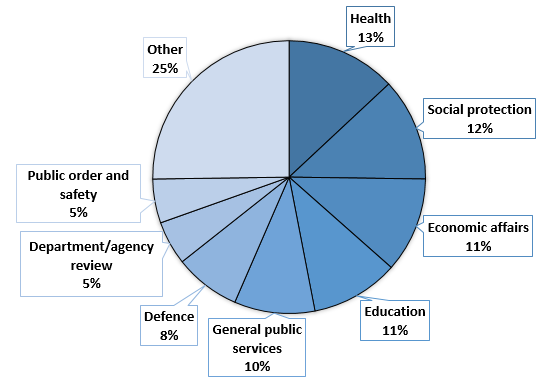 Health
13%
Social protection
12%
Economic affairs
11%
Education
11%
General public
services
10%
Defence
8%
Department/agency
review
5%
Public order and
safety
5%
Other
25%